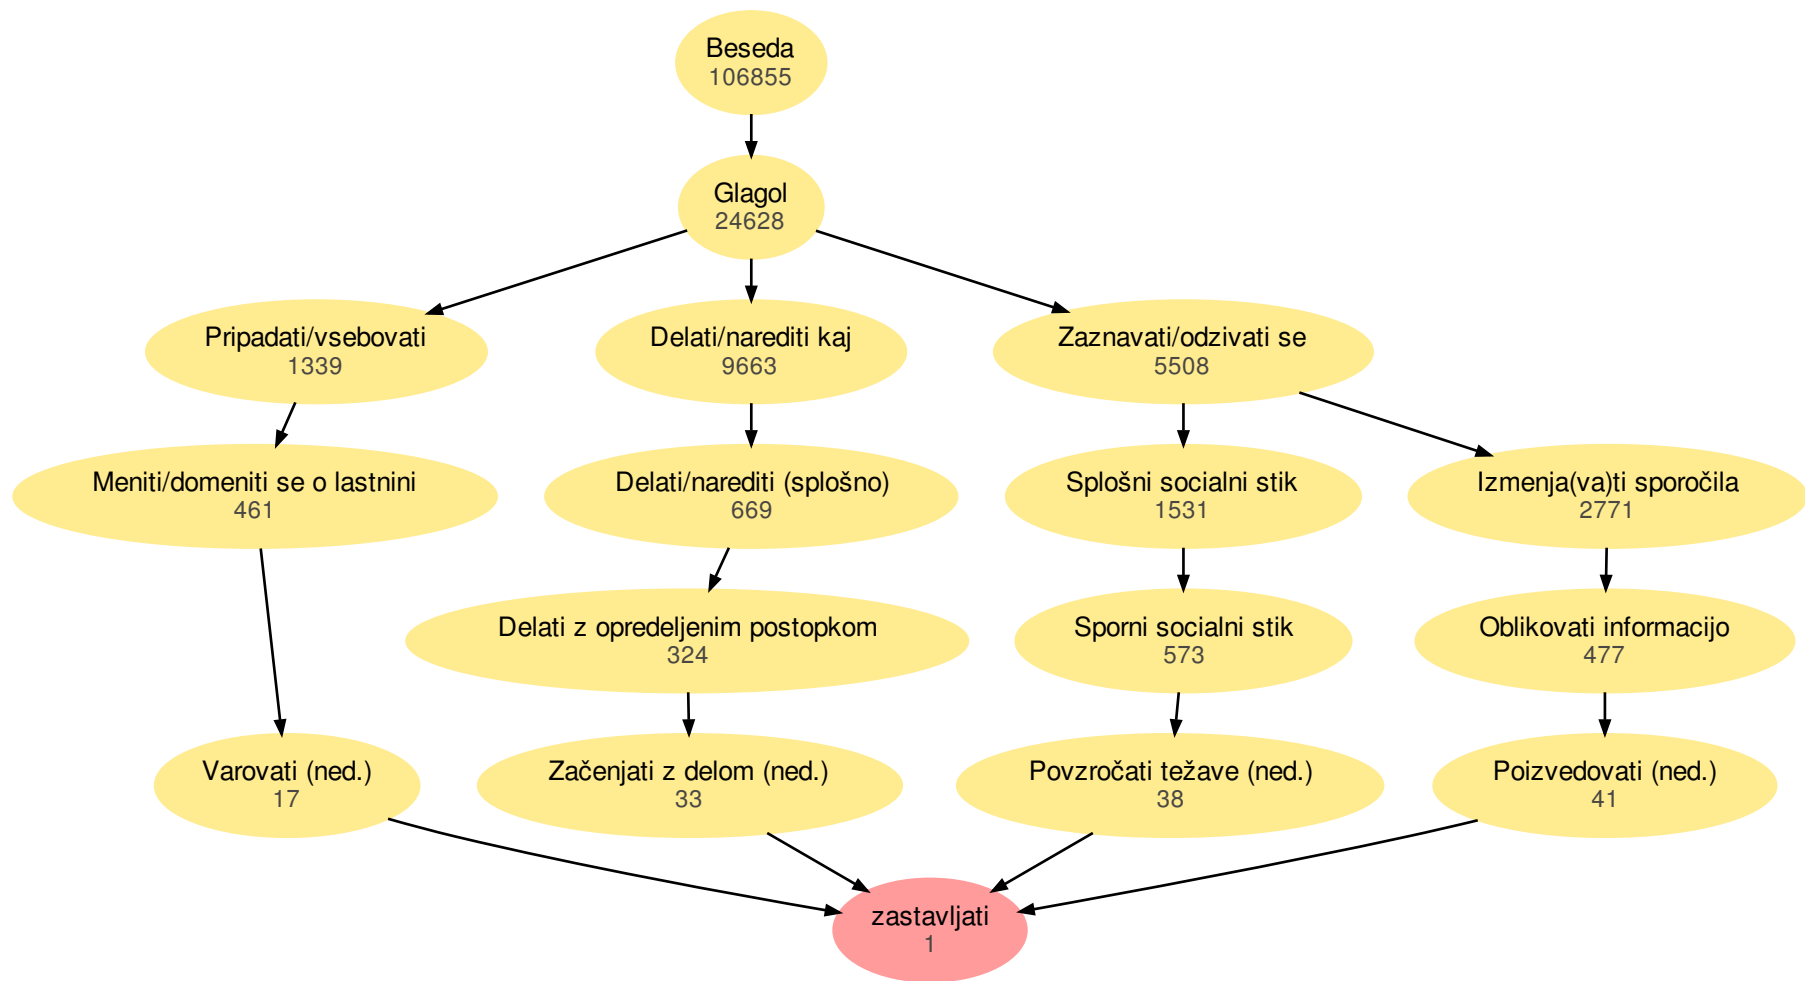 Beseda
106855
Glagol
24628
Pripadati/vsebovati
1339
Delati/narediti kaj
9663
Zaznavati/odzivati se
5508
Meniti/domeniti se o lastnini
461
Delati/narediti (splošno)
669
Splošni socialni stik
1531
Izmenja(va)ti sporočila
2771
Delati z opredeljenim postopkom
324
Sporni socialni stik
573
Oblikovati informacijo
477
Varovati (ned.)
17
Začenjati z delom (ned.)
33
Povzročati težave (ned.)
38
Poizvedovati (ned.)
41
zastavljati
1